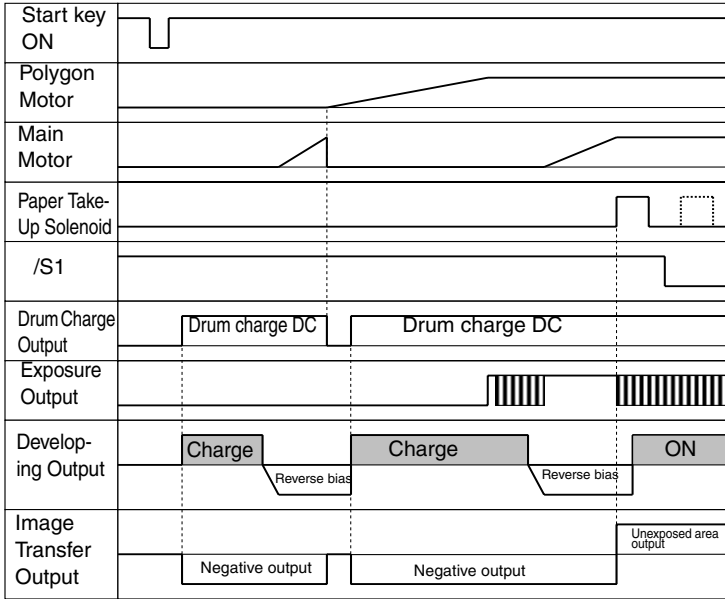 Start key
ON
Polygon
Motor
Main
Motor
Paper Take-
Up Solenoid
/S1
Drum Charge
Output
Drum charge DC
Drum charge DC
Exposure
Output
Develop-
ing Output
Charge
Reverse bias
Charge
Reverse bias
ON
Image
Transfer
Output
Negative output
Negative output
Unexposed area
output